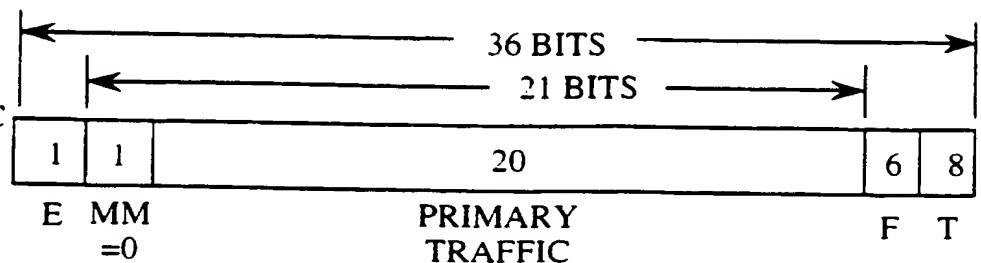 36 BITS
21 BITS
1 1 20 6 8
E MM PRIMARY F T
=0 TRAFFIC